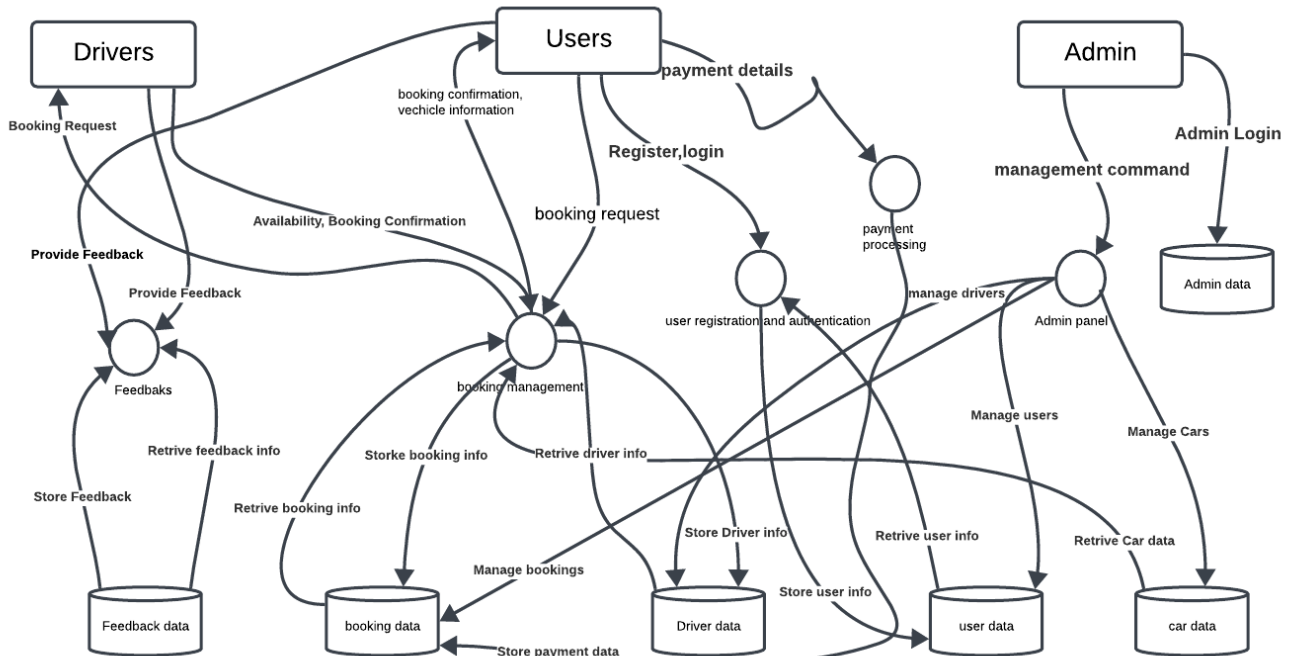 Drivers
Users
Admin
payment details
booking confirmation,
vechicle information
Booking Request
Admin Login
Register,login
management command
booking request
Availability, Booking Confirmation
payment
processing
Provide Feedback
Admin data
Provide Feedback
manage drivers
user registration and authentication
Admin panel
Feedbaks
booking management
Manage users
Manage Cars
Retrive feedback info
Storke booking info
Retrive driver info
Store Feedback
Retrive booking info
Store Driver info
Retrive user info
Retrive Car data
Manage bookings
Store user info
Feedback data
booking data
Driver data
user data
car data
Store payment data